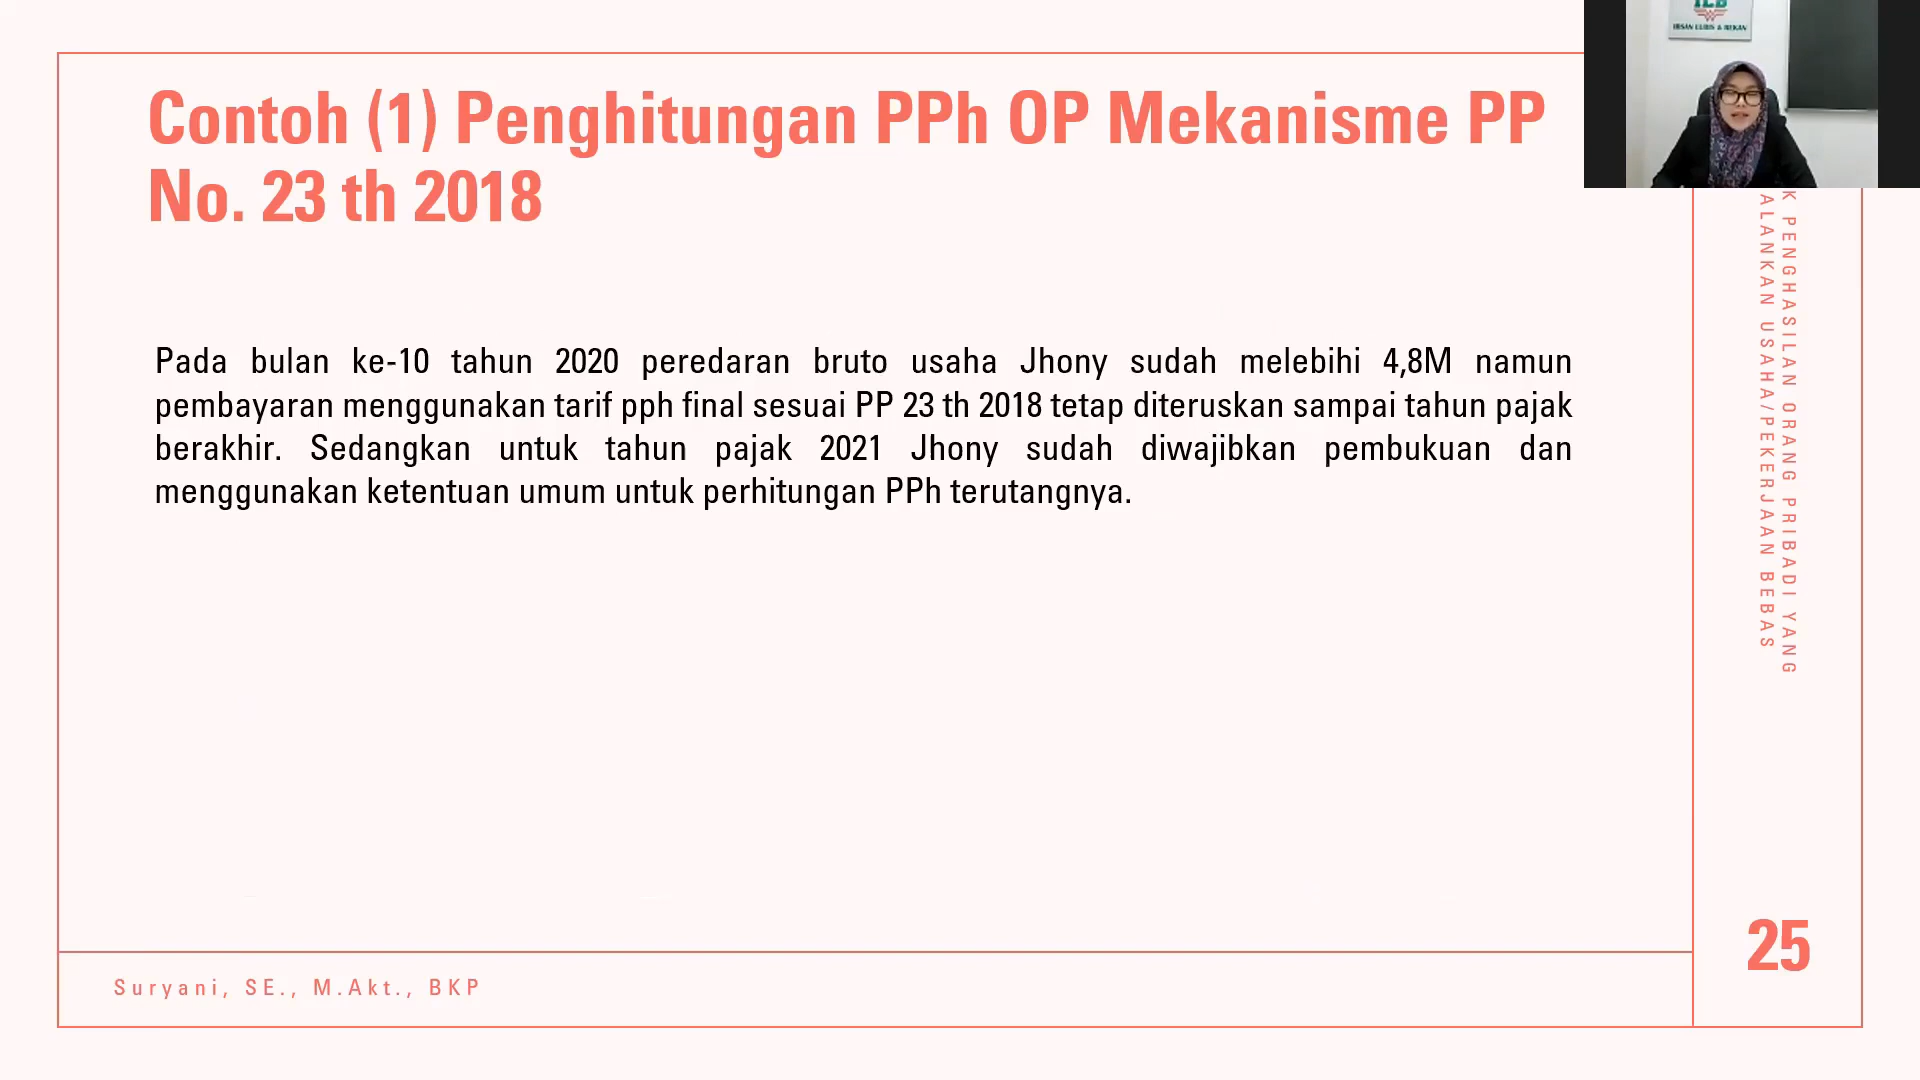 Contoh (1) Penghitungan PPh OP Mekanisme PP
No. 23 th 2018
Pada bulan ke-10 tahun 2020 peredaran bruto usaha Jhony sudah melebihi 4,8M namun
pembayaran menggunakan tarif pph final sesuai PP 23 th 2018 tetap diteruskan sampai tahun pajak
berakhir. Sedangkan untuk tahun pajak 2021 Jhony sudah diwajibkan pembukuan dan
menggunakan ketentuan umum untuk perhitungan PPh terutangnya.
K PENGHASILAN ORANG PRIBADI YANG
ALANKAN USAHA/PEKERJAAN BEBAS
25
Suryani, SE., M.Akt., BKP